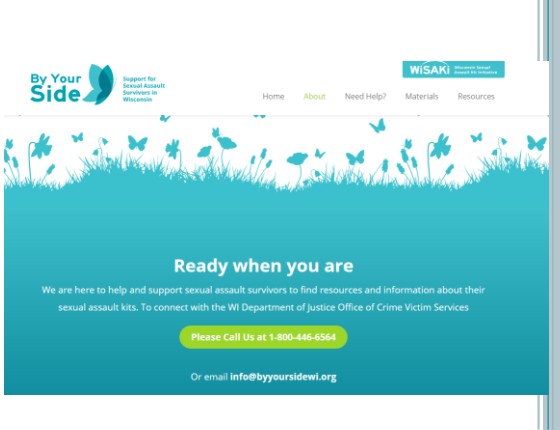 By Your
Side
Support for
Sexual Assault
Survivors in
Wisconsin
WiSAKI
Wisconsin Sexual
Assault Kit Initiative
Home About Need Help? Materials Resources
Ready when you are
We are here to help and support sexual assault survivors to find resources and information about their
sexual assault kits. To connect with the WI Department of Justice Office of Crime Victim Services
Please Call Us at 1-800-446-6564
Or email info@byyoursidewi.org